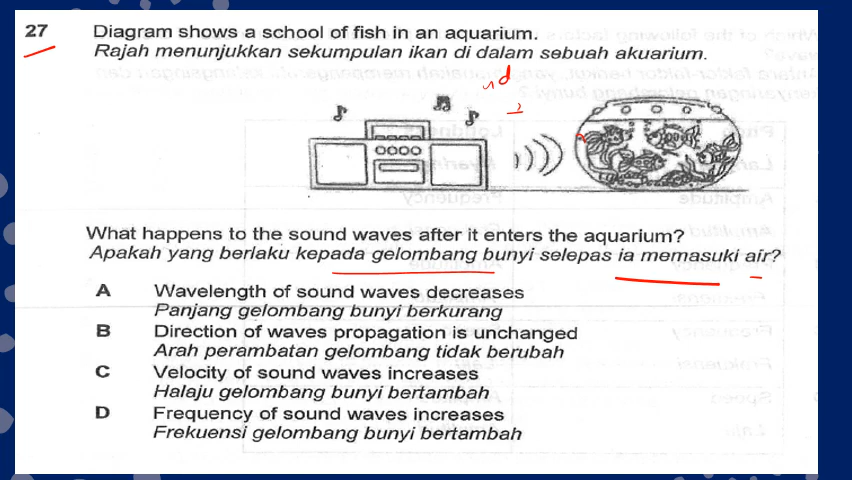 27 Diagram shows a school of fish in an aquarium.
Rajah menunjukkan sekumpulan ikan di dalam sebuah akuarium.
What happens to the sound waves after it enters the aquarium?
Apakah yang berlaku kepada gelombang bunyi selepas ia memasuki air?
A Wavelength of sound waves decreases
Panjang gelombang bunyi berkurang
B Direction of waves propagation is unchanged
Arah perambatan gelombang tidak berubah
C Velocity of sound waves increases
Halaju gelombang bunyi bertambah
D Frequency of sound waves increases
Frekuensi gelombang bunyi bertambah